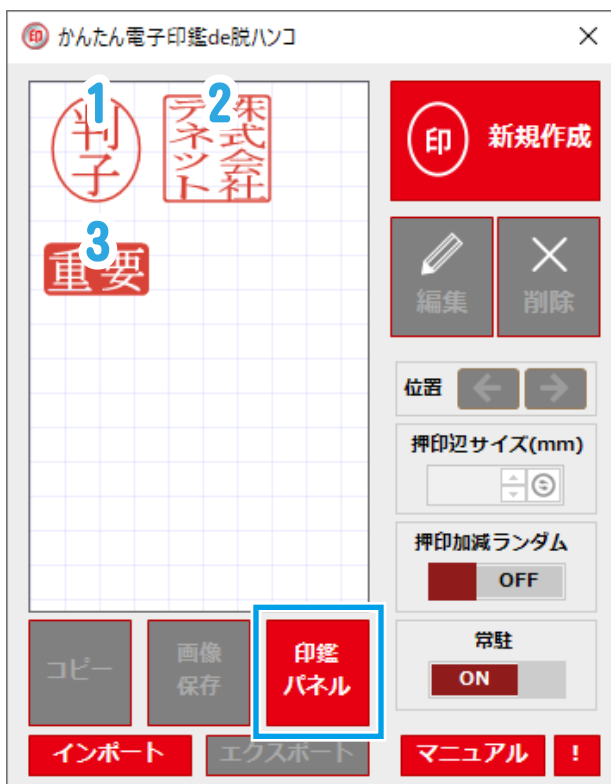 印 かんたん電子印鑑de脱ハンコ ×
1
判子
2
株式会社
デネット
3
重要
印 新規作成
編集
削除
位置
押印辺サイズ(mm)
押印加減ランダム
OFF
常駐
ON
コピー
画像
保存
印鑑
パネル
インポート
エクスポート
マニュアル
!